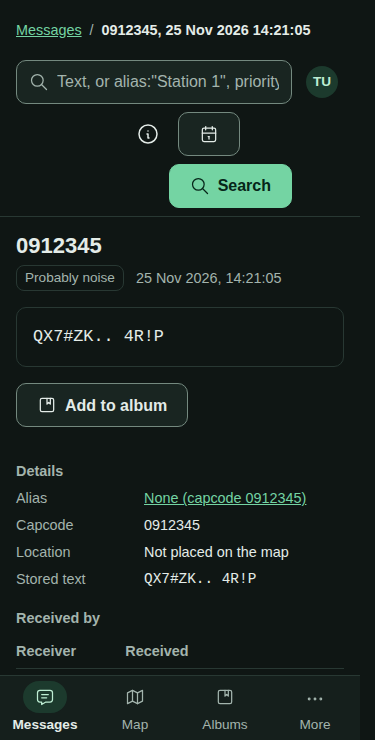 Messages / 0912345, 25 Nov 2026 14:21:05
Text, or alias:"Station 1", priority
TU
Search
0912345
Probably noise 25 Nov 2026, 14:21:05
QX7#ZK.. 4R!P
Add to album
Details
Alias None (capcode 0912345)
Capcode 0912345
Location Not placed on the map
Stored text QX7#ZK.. 4R!P
Received by
Receiver Received
Messages Map Albums More